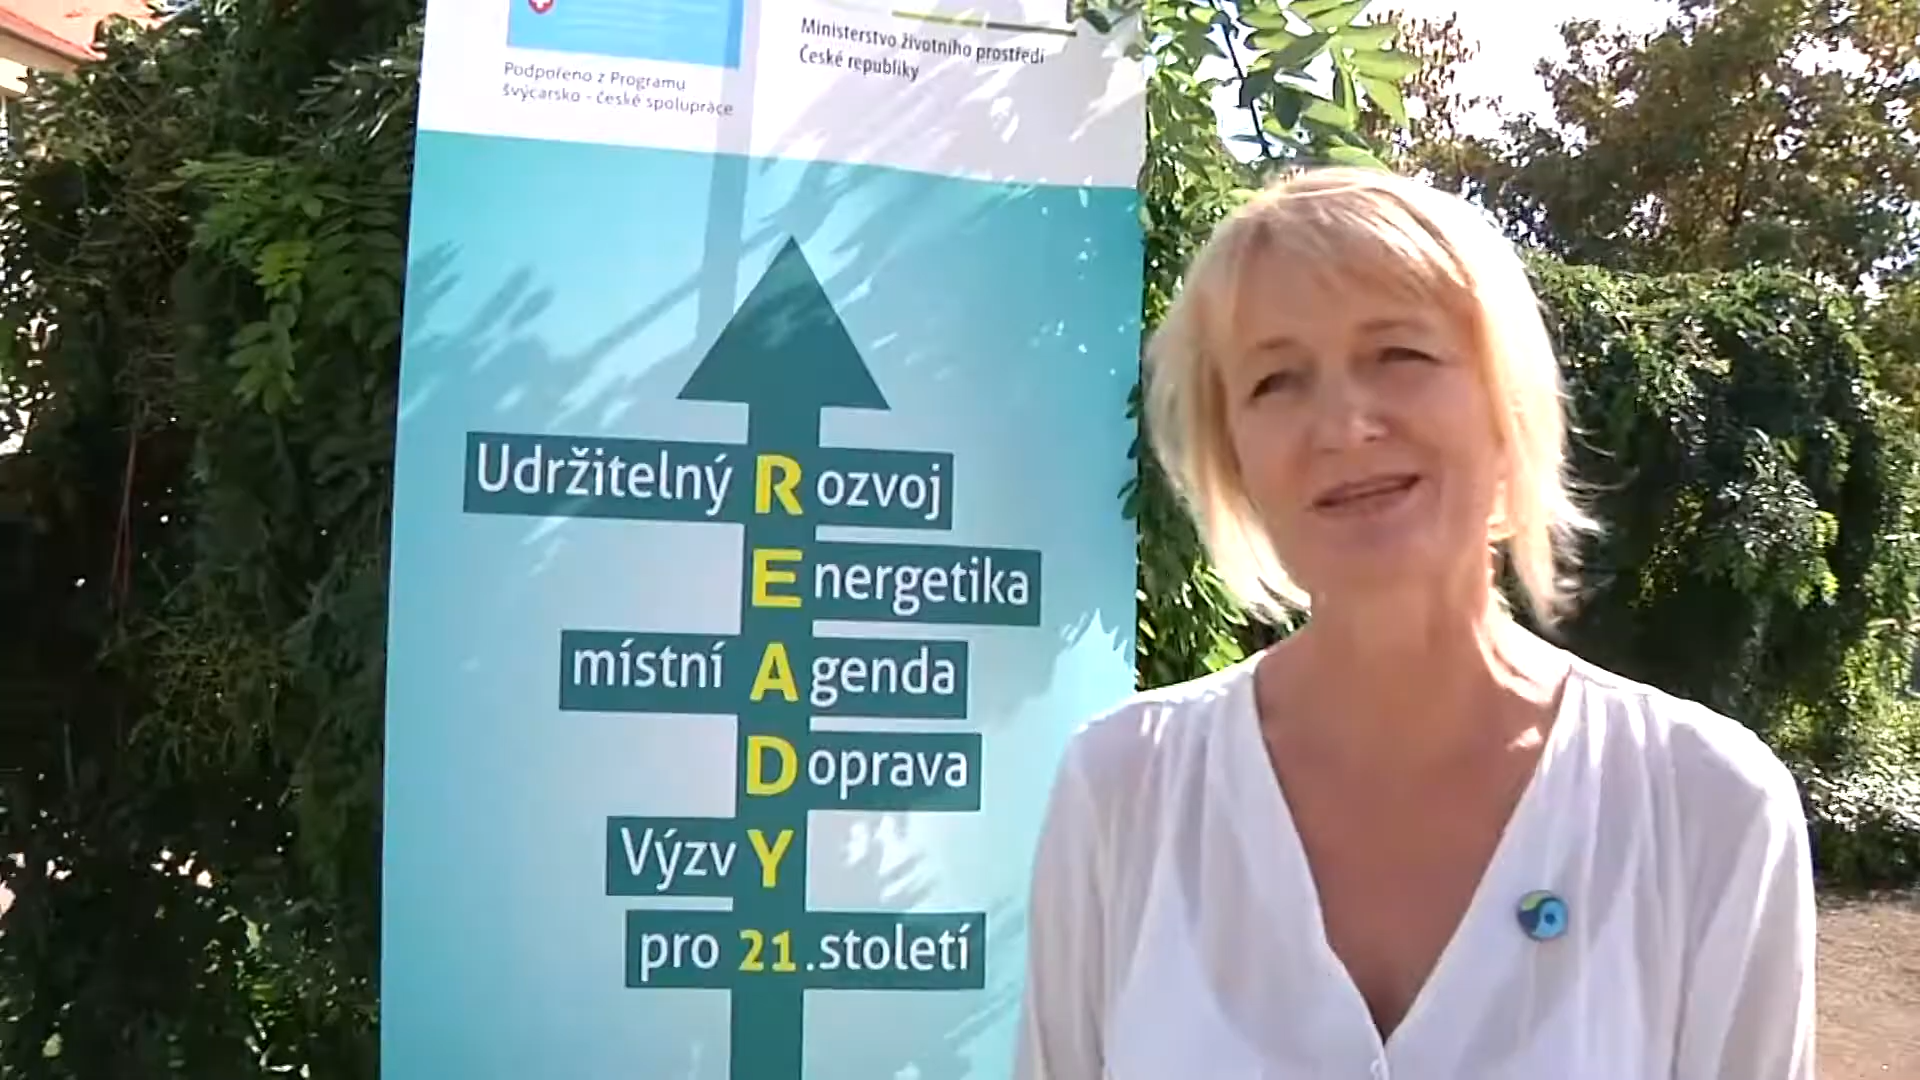 Podpořeno z Programu
švýcarsko - české spolupráce
Ministerstvo životního prostředí
České republiky
Udržitelný Rozvoj
Energetika
místní Agenda
Doprava
VýzvY
pro 21.století